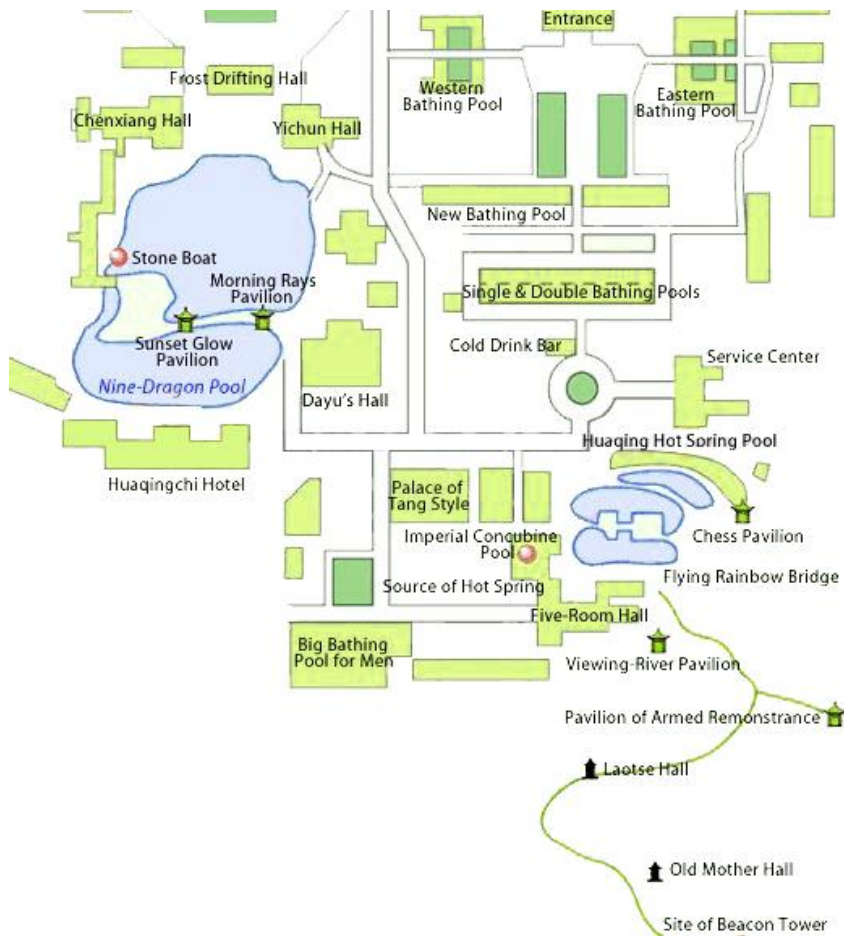 Entrance
Frost Drifting Hall
Western
Bathing Pool
Eastern
Bathing Pool
Chenxiang Hall
Yichun Hall
New Bathing Pool
Stone Boat
Morning Rays
Pavilion
Single & Double Bathing Pools
Sunset Glow
Pavilion
Cold Drink Bar
Service Center
Nine-Dragon Pool
Dayu's Hall
Huaqing Hot Spring Pool
Huaqingchi Hotel
Palace of
Tang Style
Imperial Concubine
Pool
Chess Pavilion
Source of Hot Spring
Flying Rainbow Bridge
Five-Room Hall
Big Bathing
Pool for Men
Viewing-River Pavilion
Pavilion of Armed Remonstrance
Laotse Hall
Old Mother Hall
Site of Beacon Tower